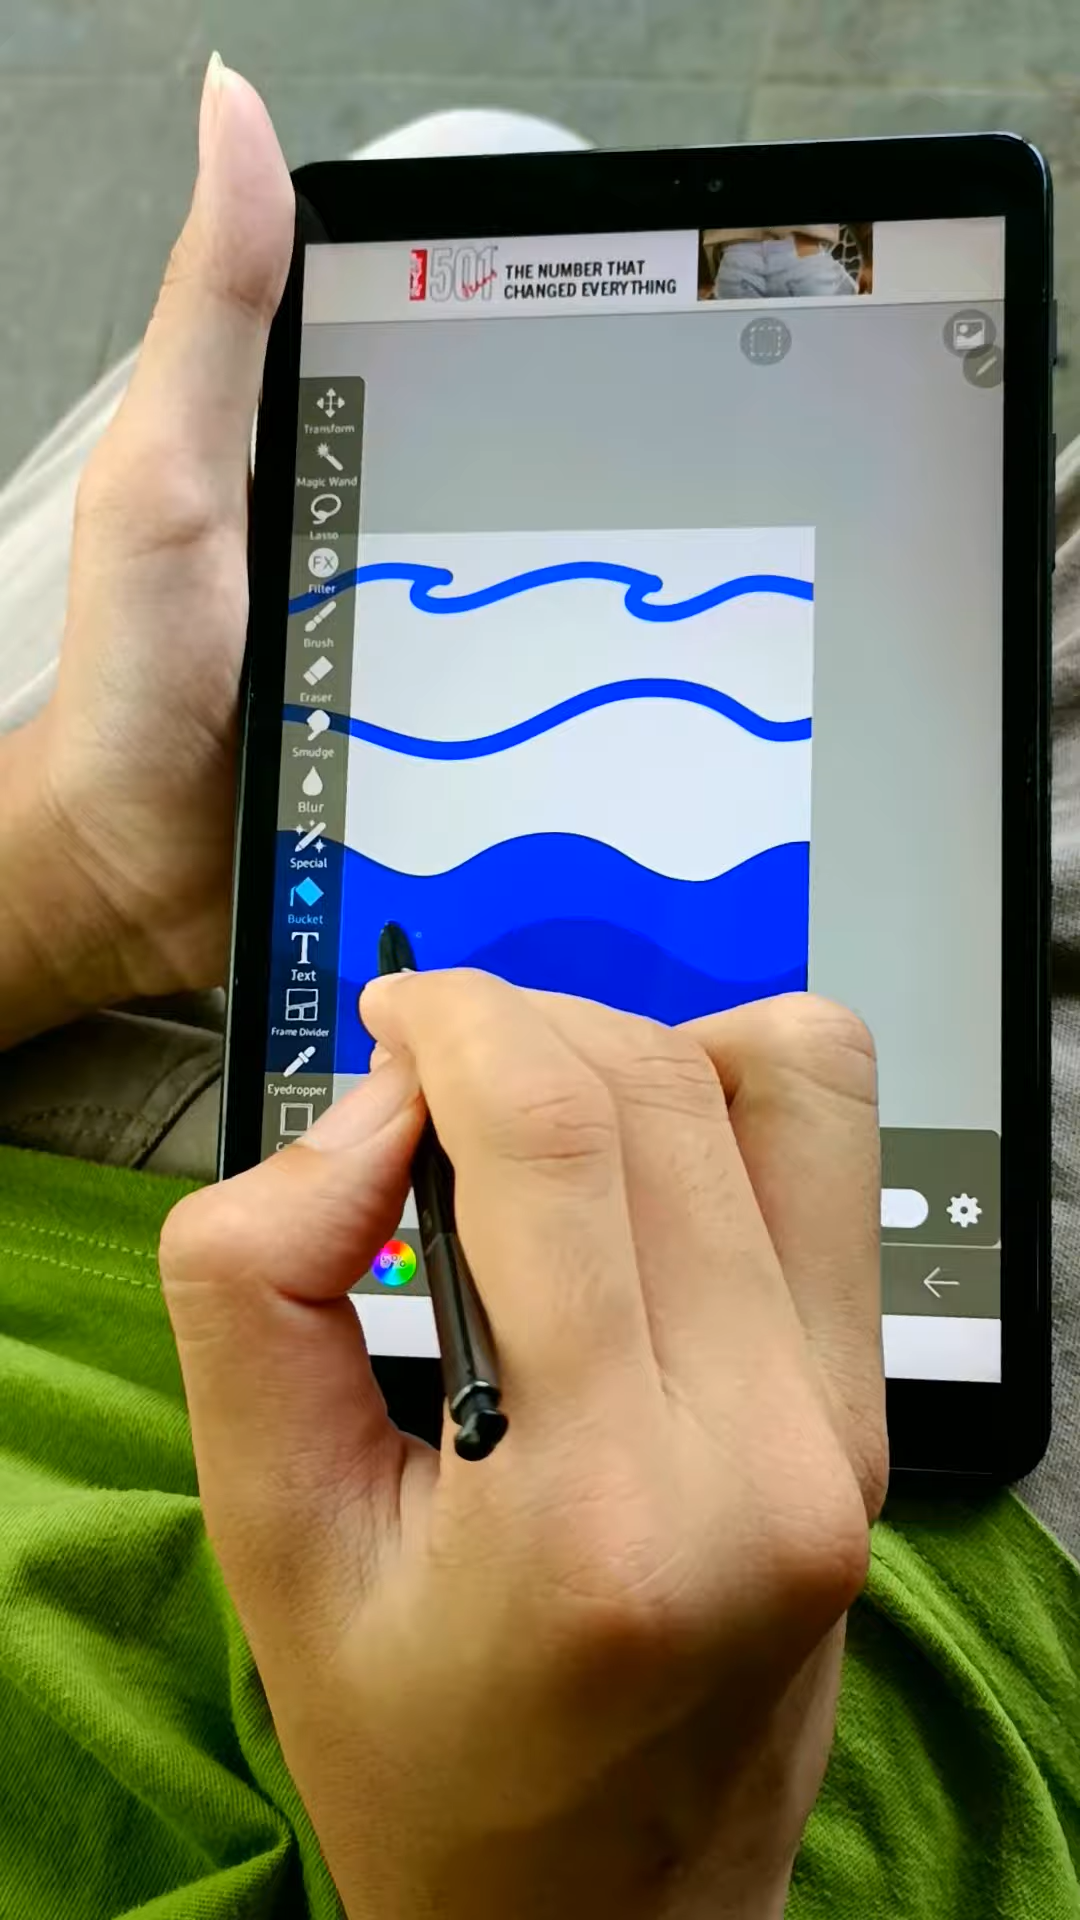 501
THE NUMBER THAT
CHANGED EVERYTHING
Transform
Magic Wand
Lasso
FX
Filter
Brush
Eraser
Smudge
Blur
Special
Bucket
T
Text
Frame Divider
Eyedropper